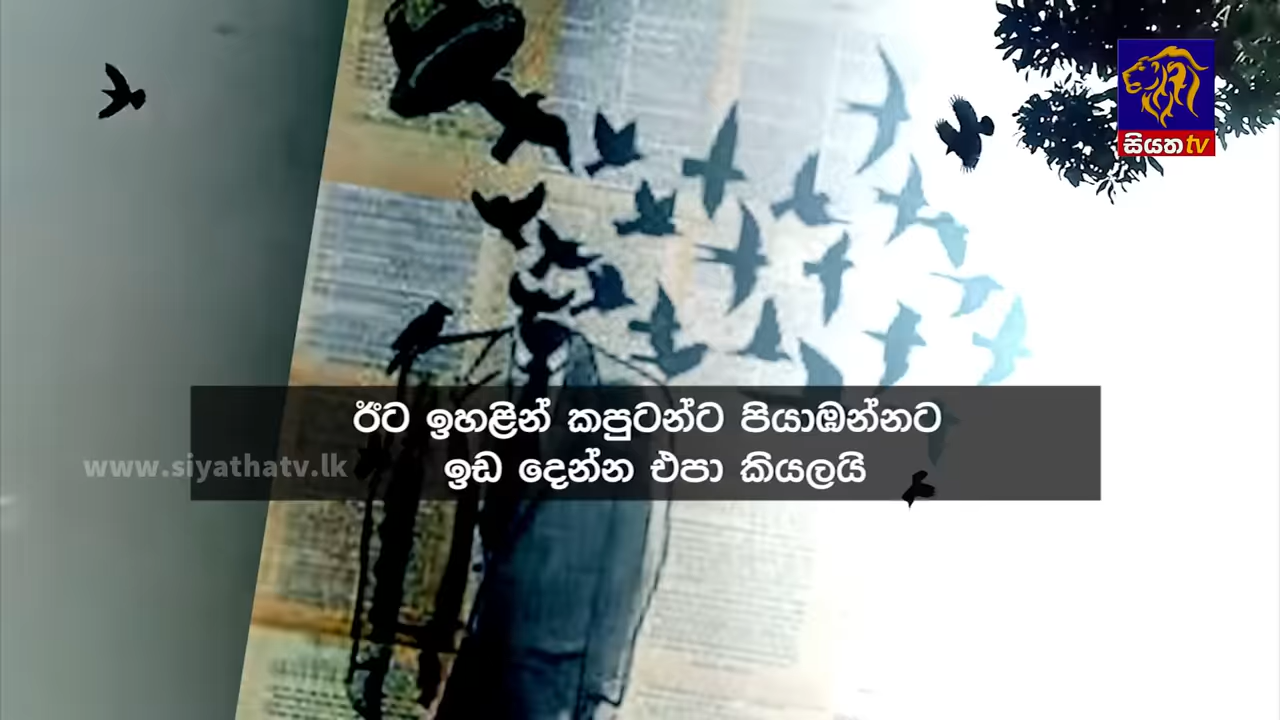 සියත tv
ඊට ඉහළින් කපුටන්ට පියාඹන්නට
ඉඩ දෙන්න එපා කියලයි
www.siyathatv.lk